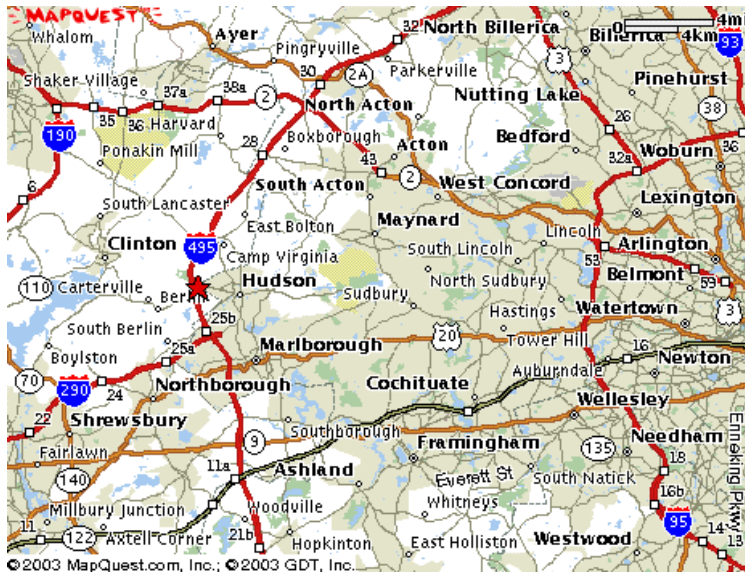 MAPQUEST
Whalom
Ayer
Pingryville
32
North Billerica
Billerica
4mi
4km
93
3
Shaker Village
30
2A
Parkerville
Pinehurst
37a
38a
2
North Acton
Nutting Lake
38
190
35
36
Harvard
28
Boxborough
Acton
Bedford
26
Woburn
36
Ponakin Mill
43
32a
6
South Acton
2
West Concord
Lexington
South Lancaster
East Bolton
Maynard
Lincoln
Clinton
495
Camp Virginia
South Lincoln
53
Arlington
110
Carterville
Berlin
Hudson
North Sudbury
Belmont
59
Sudbury
Hastings
Watertown
3
South Berlin
25b
20
Tower Hill
Boylston
25a
Marlborough
16
70
290
24
Northborough
Cochituate
Auburndale
Newton
22
Shrewsbury
Southborough
Wellesley
Fairlawn
9
Framingham
135
Needham
140
11a
Ashland
Everett St
South Natick
18
Enneking Pkwy
Millbury Junction
Woodville
Whitneys
16b
11
122
Axtell Corner
21b
Hopkinton
East Holliston
Westwood
95
14
13
©2003 MapQuest.com, Inc.; ©2003 GDT, Inc.